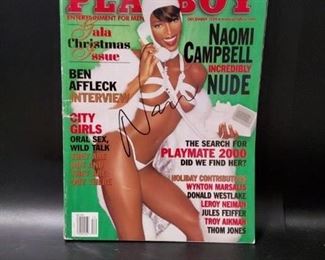 PLAYBOY
ENTERTAINMENT FOR MEN
Gala
Christmas
Issue
BEN
AFFLECK
INTERVIEW
CITY
GIRLS
ORAL SEX,
WILD TALK
NAOMI
CAMPBELL
INCREDIBLY
NUDE
THE SEARCH FOR
PLAYMATE 2000
DID WE FIND HER?
HOLIDAY CONTRIBUTORS
WYNTON MARSALIS
DONALD WESTLAKE
LEROY NEIMAN
JULES FEIFFER
TROY AIKMAN
THOM JONES